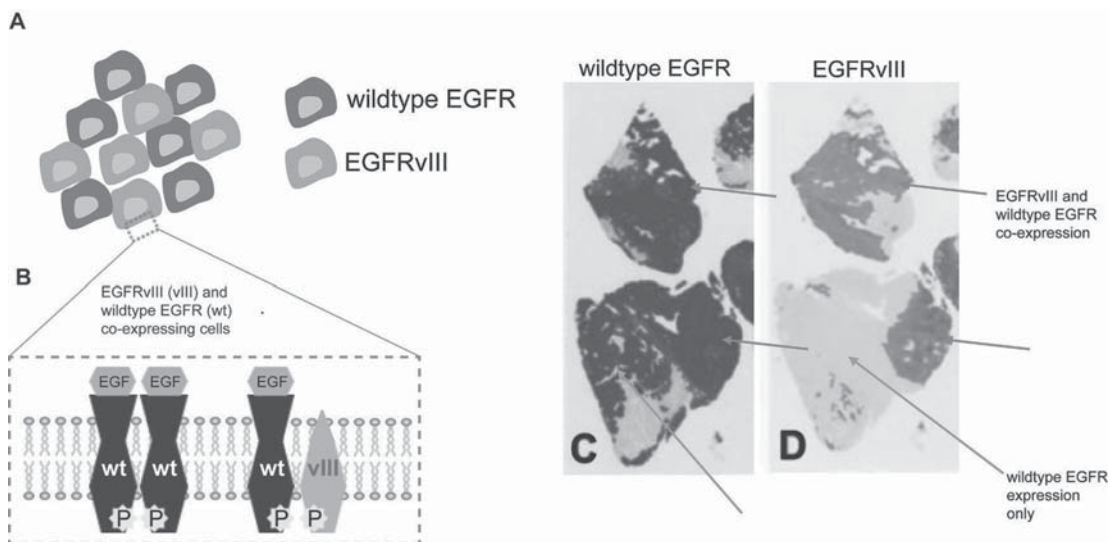 A
wildtype EGFR
EGFRvIII
B
EGFRvIII (vIII) and
wildtype EGFR (wt)
co-expressing cells
EGF
EGF
EGF
wt
wt
wt
vIII
P
P
P
P
wildtype EGFR
EGFRvIII
C
D
EGFRvIII and
wildtype EGFR
co-expression
wildtype EGFR
expression
only